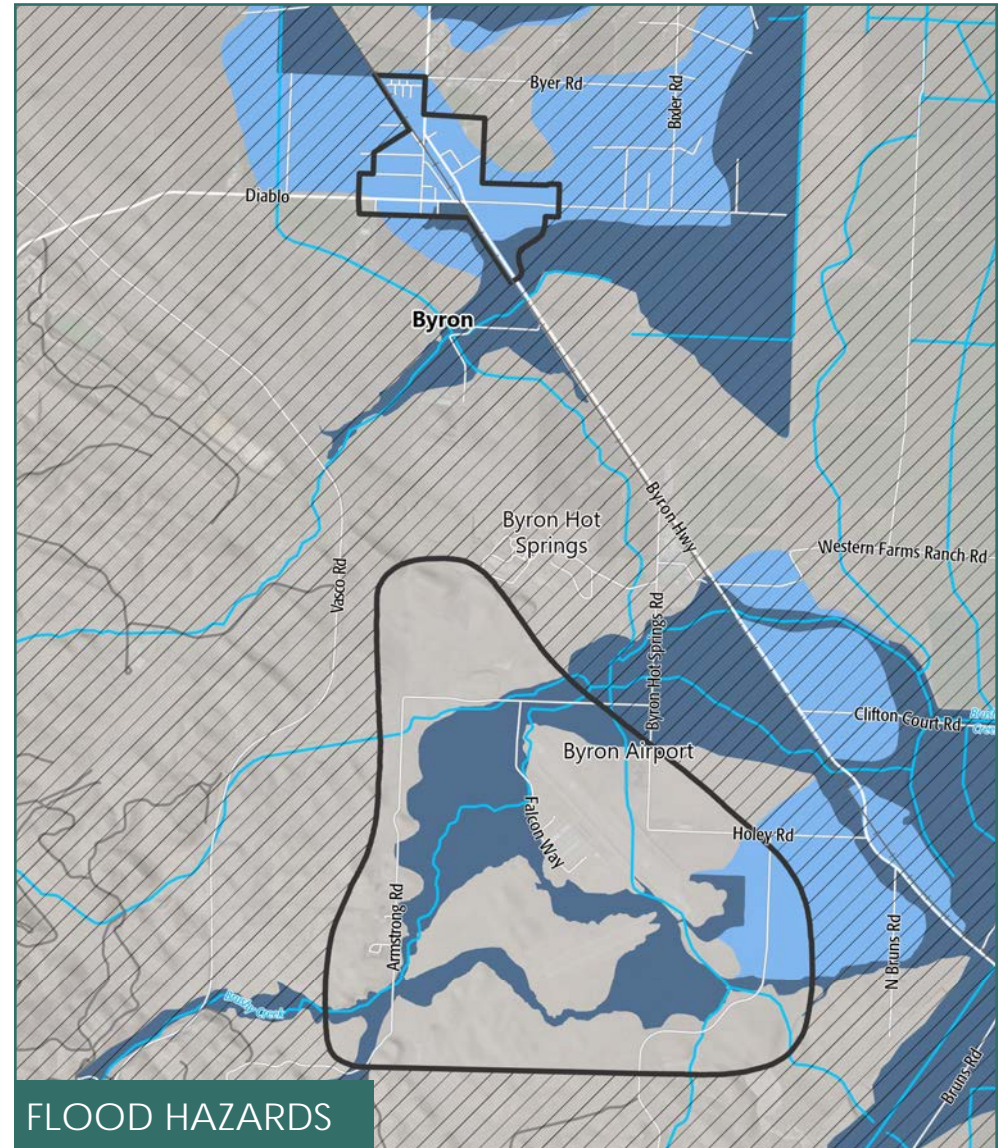 Byer Rd
Bixler Rd
Diablo
Byron
Byron Hot
Springs
Byron Hwy
Western Farms Ranch Rd
Vasco Rd
Byron Hot Springs Rd
Clifton Court Rd
Byron Airport
Falcon Way
Holey Rd
Armstrong Rd
N Bruns Rd
Brushy Creek
Bruns Rd
FLOOD HAZARDS